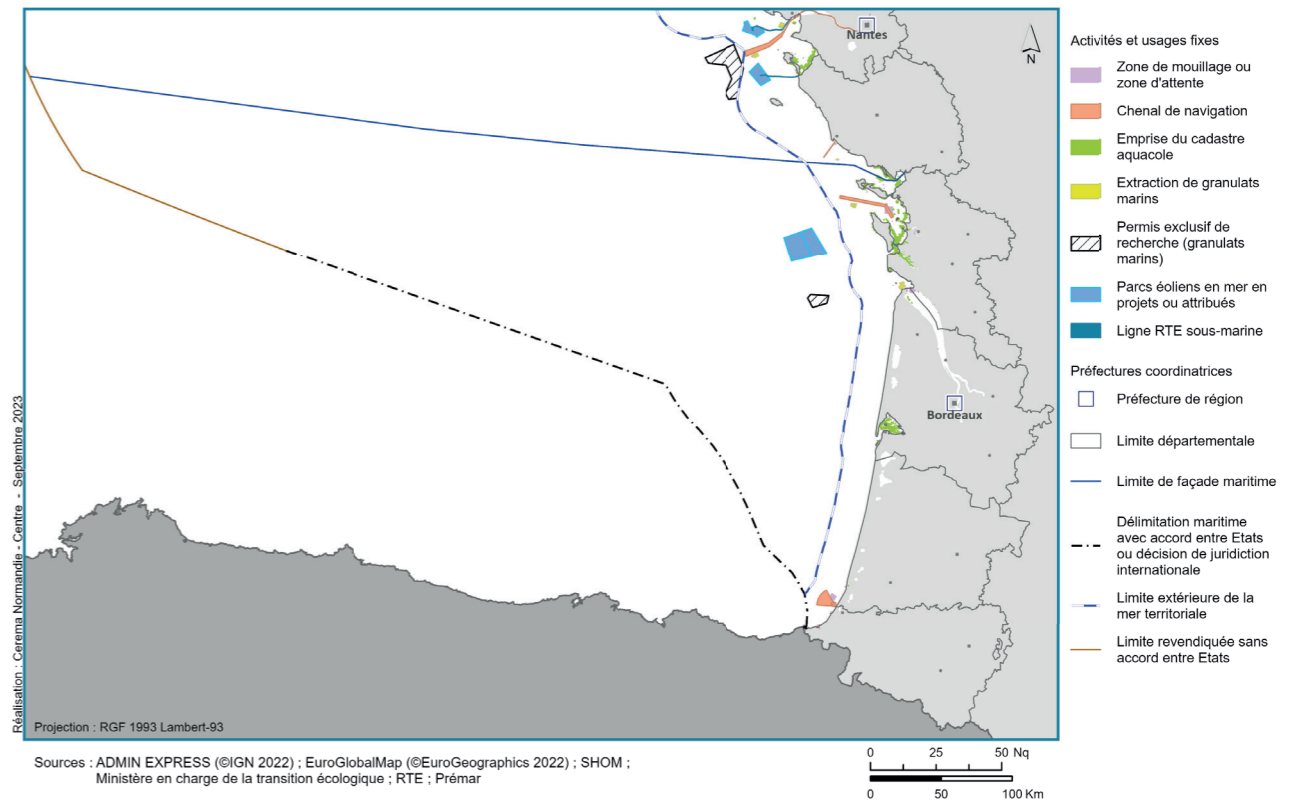 Nantes
N
Bordeaux
Réalisation : Cerema Normandie - Centre - Septembre 2023
Projection : RGF 1993 Lambert-93
Activités et usages fixes
Zone de mouillage ou
zone d'attente
Chenal de navigation
Emprise du cadastre
aquacole
Extraction de granulats
marins
Permis exclusif de
recherche (granulats
marins)
Parcs éoliens en mer en
projets ou attribués
Ligne RTE sous-marine
Préfectures coordinatrices
Préfecture de région
Limite départementale
Limite de façade maritime
Délimitation maritime
avec accord entre Etats
ou décision de juridiction
internationale
Limite extérieure de la
mer territoriale
Limite revendiquée sans
accord entre Etats
Sources : ADMIN EXPRESS (©IGN 2022) ; EuroGlobalMap (©EuroGeographics 2022) ; SHOM ;
Ministère en charge de la transition écologique ; RTE ; Prémar
0 25 50 Nq
0 50 100 Km